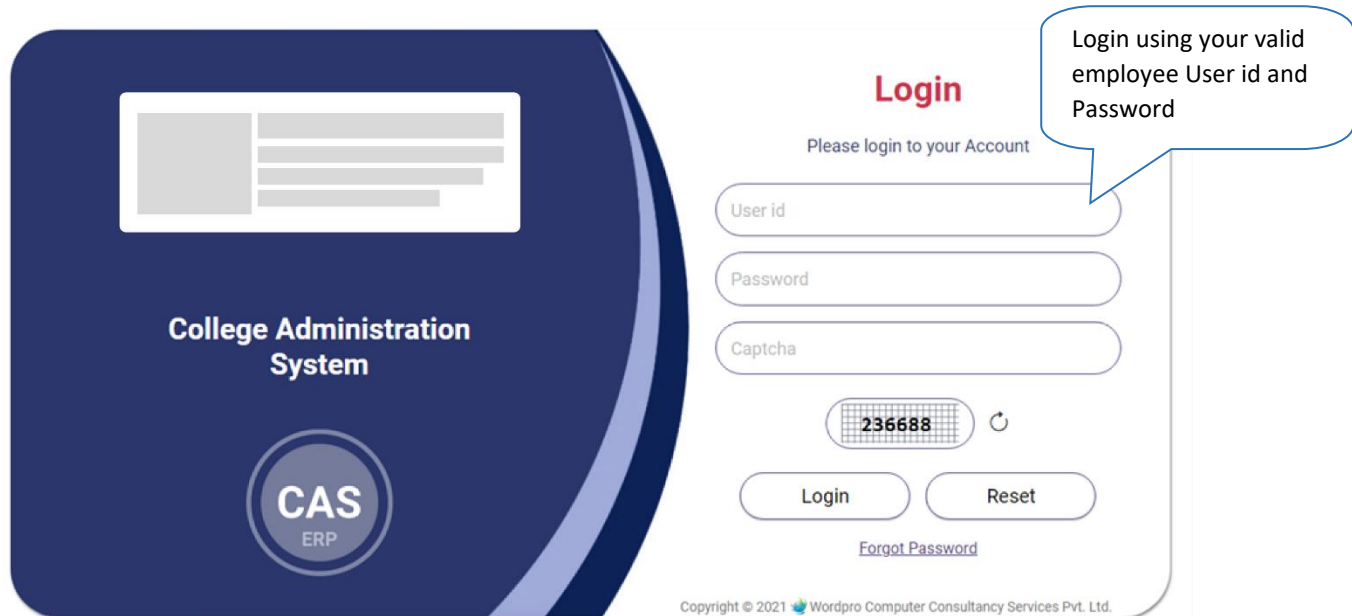 Login using your valid
employee User id and
Password
Login
Please login to your Account
User id
Password
Captcha
236688
Login
Reset
Forgot Password
College Administration
System
CAS
ERP
Copyright © 2021 Wordpro Computer Consultancy Services Pvt. Ltd.